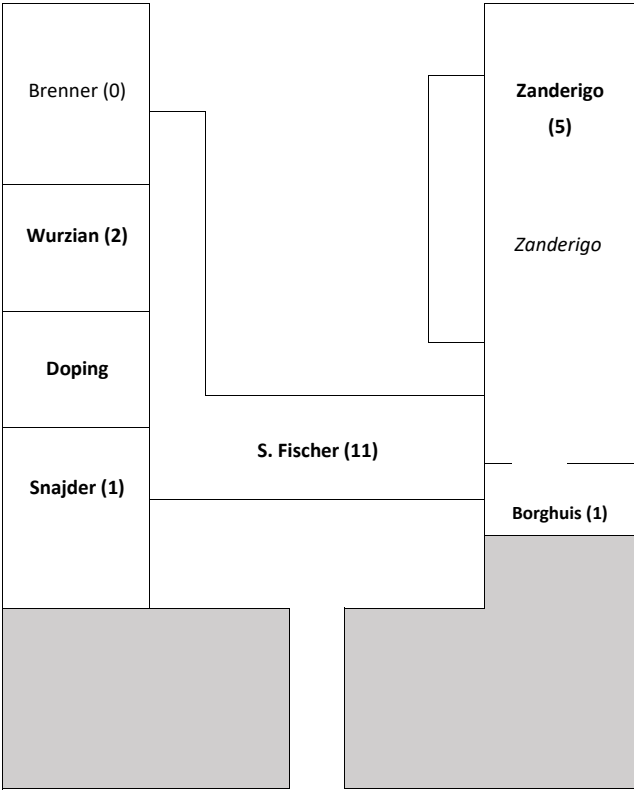 Brenner (0)
Wurzian (2)
Doping
Snajder (1)
S. Fischer (11)
Zanderigo
(5)
Zanderigo
Borghuis (1)